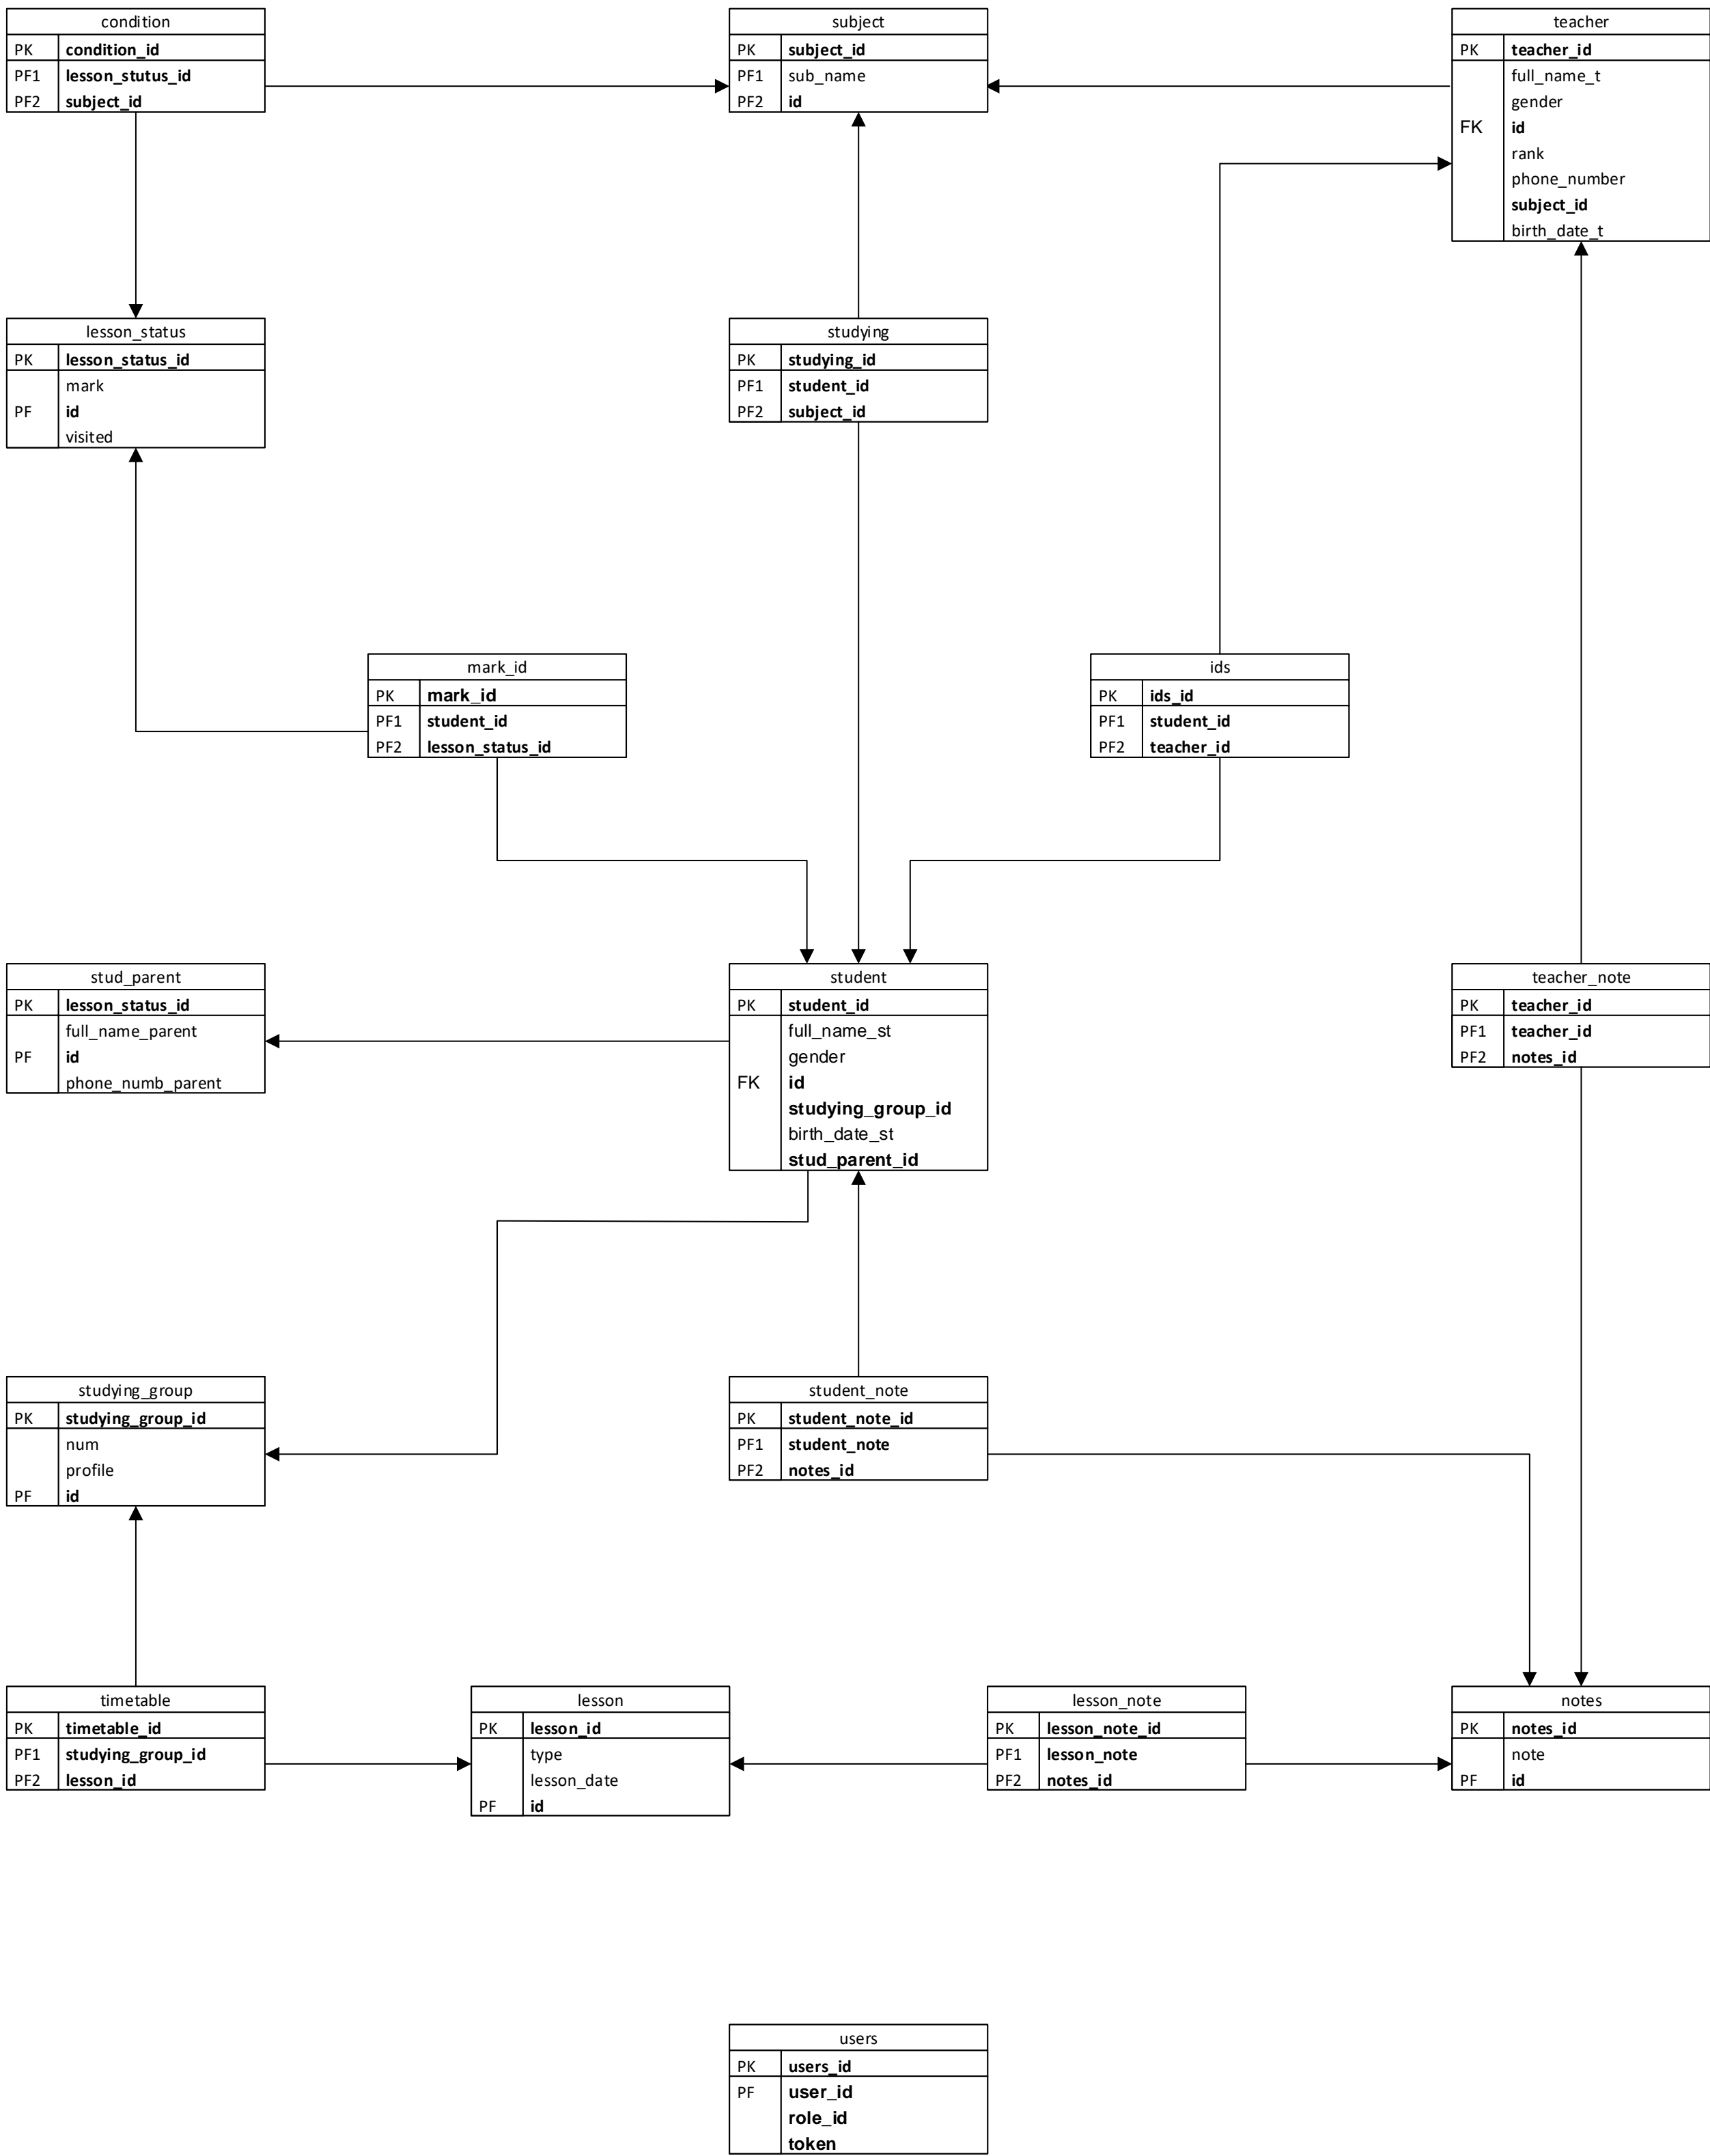 condition
PK condition_id
PF1 lesson_stutus_id
PF2 subject_id
subject
PK subject_id
PF1 sub_name
PF2 id
teacher
PK teacher_id
full_name_t
gender
FK id
rank
phone_number
subject_id
birth_date_t
lesson_status
PK lesson_status_id
mark
PF id
visited
studying
PK studying_id
PF1 student_id
PF2 subject_id
mark_id
PK mark_id
PF1 student_id
PF2 lesson_status_id
ids
PK ids_id
PF1 student_id
PF2 teacher_id
stud_parent
PK lesson_status_id
full_name_parent
PF id
phone_numb_parent
student
PK student_id
full_name_st
gender
FK id
studying_group_id
birth_date_st
stud_parent_id
teacher_note
PK teacher_id
PF1 teacher_id
PF2 notes_id
studying_group
PK studying_group_id
num
profile
PF id
student_note
PK student_note_id
PF1 student_note
PF2 notes_id
timetable
PK timetable_id
PF1 studying_group_id
PF2 lesson_id
lesson
PK lesson_id
type
lesson_date
PF id
lesson_note
PK lesson_note_id
PF1 lesson_note
PF2 notes_id
notes
PK notes_id
note
PF id
users
PK users_id
PF user_id
role_id
token